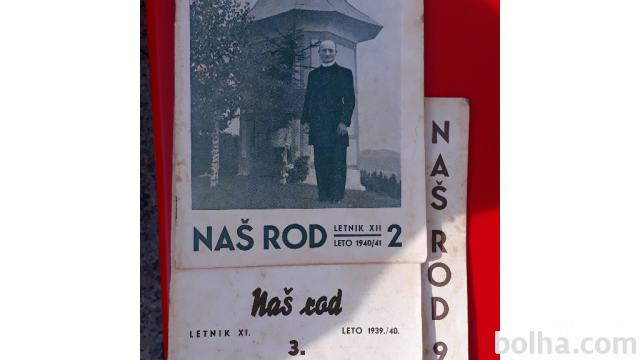 NAŠ ROD
LETNIK XII
LETO 1940/41
2
Naš rod
LETNIK XI.
LETO 1939./40.
3.
NAŠ ROD 9
bolha.com